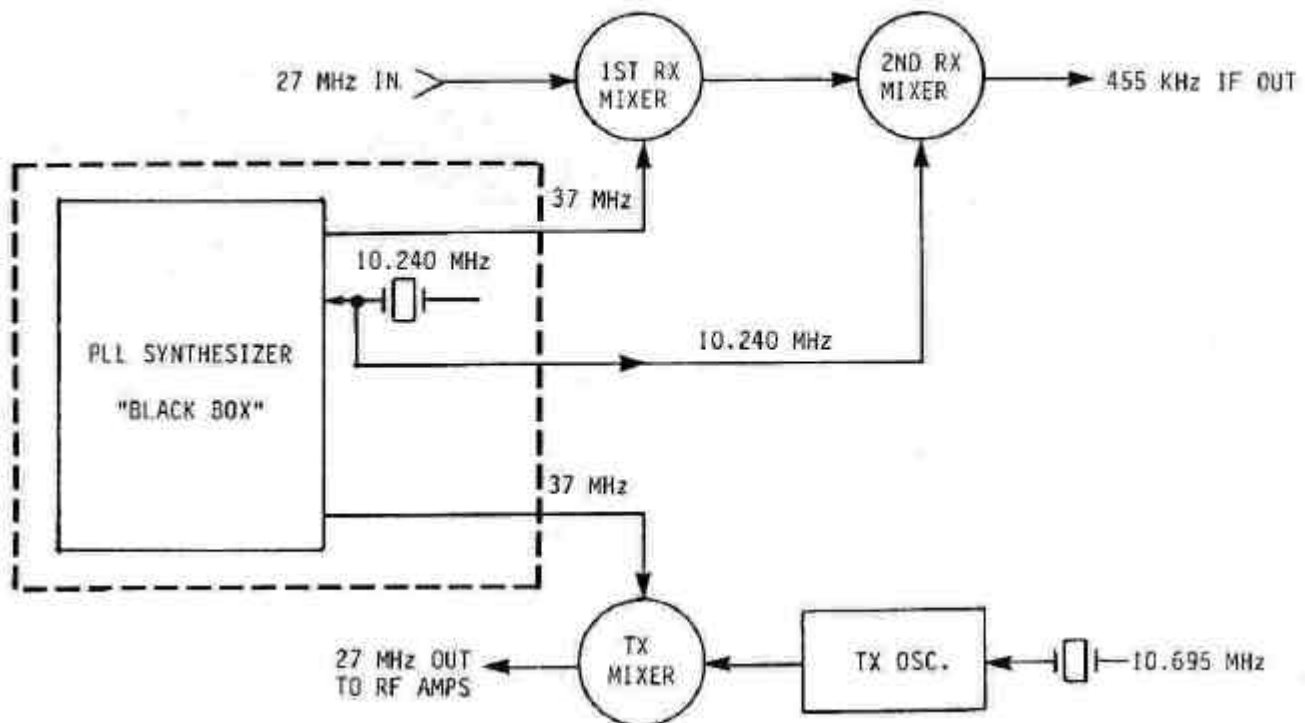 27 MHz IN
1ST RX
MIXER
2ND RX
MIXER
455 KHz IF OUT
37 MHz
10.240 MHz
PLL SYNTHESIZER
"BLACK BOX"
10.240 MHz
37 MHz
27 MHz OUT
TO RF AMPS
TX
MIXER
TX OSC.
10.695 MHz